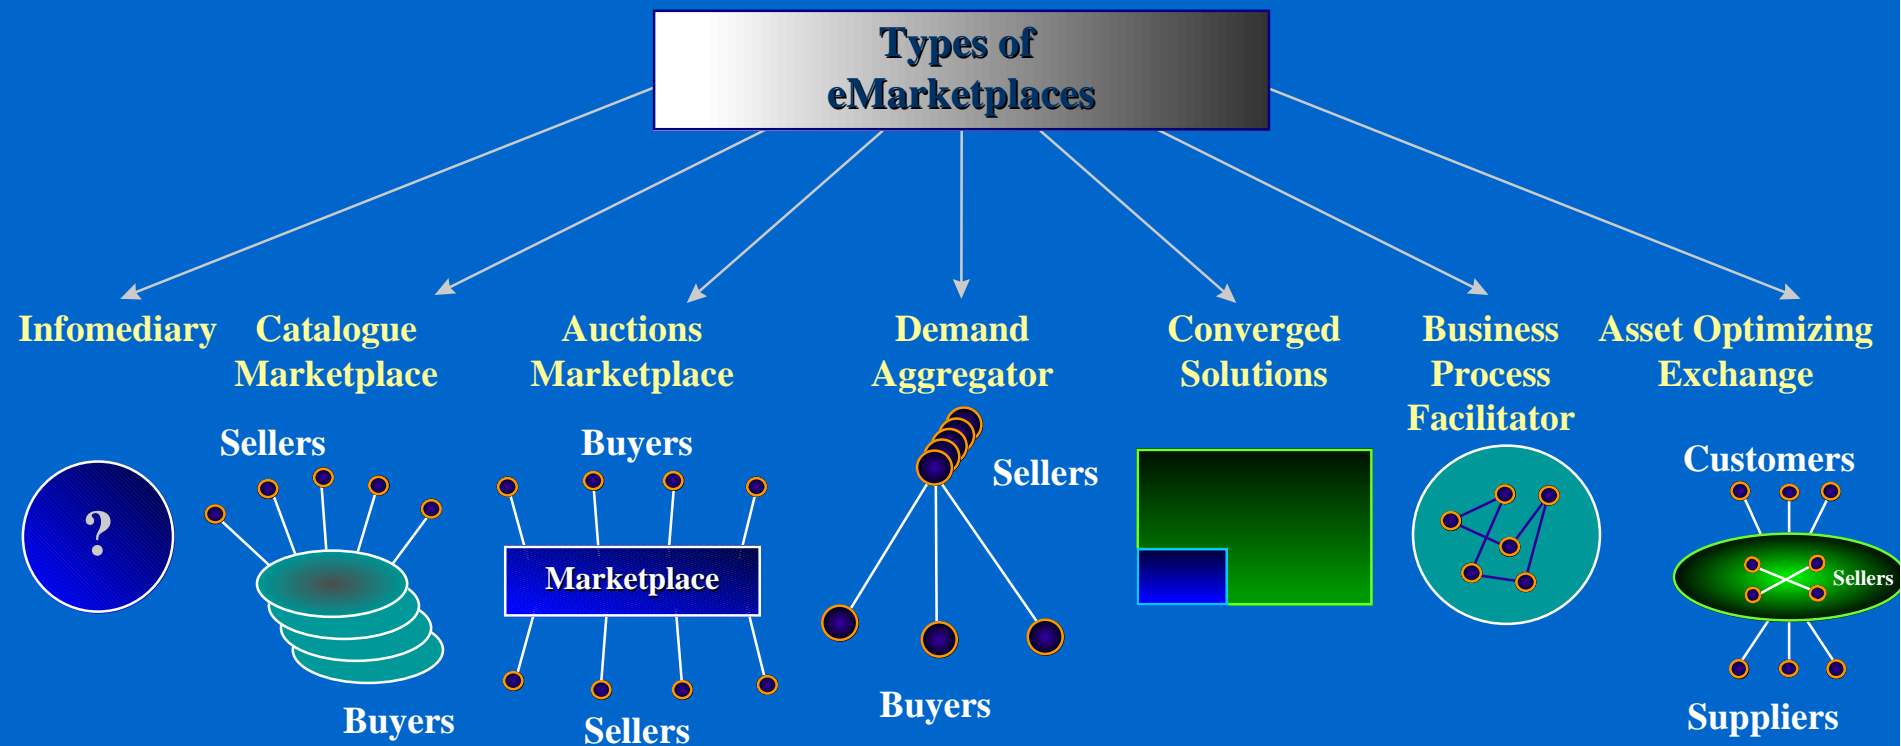 Types of
eMarketplaces
Infomediary
Catalogue
Marketplace
Auctions
Marketplace
Demand
Aggregator
Converged
Solutions
Business
Process
Facilitator
Asset Optimizing
Exchange
?
Sellers
Buyers
Buyers
Marketplace
Sellers
Sellers
Buyers
Customers
Sellers
Suppliers